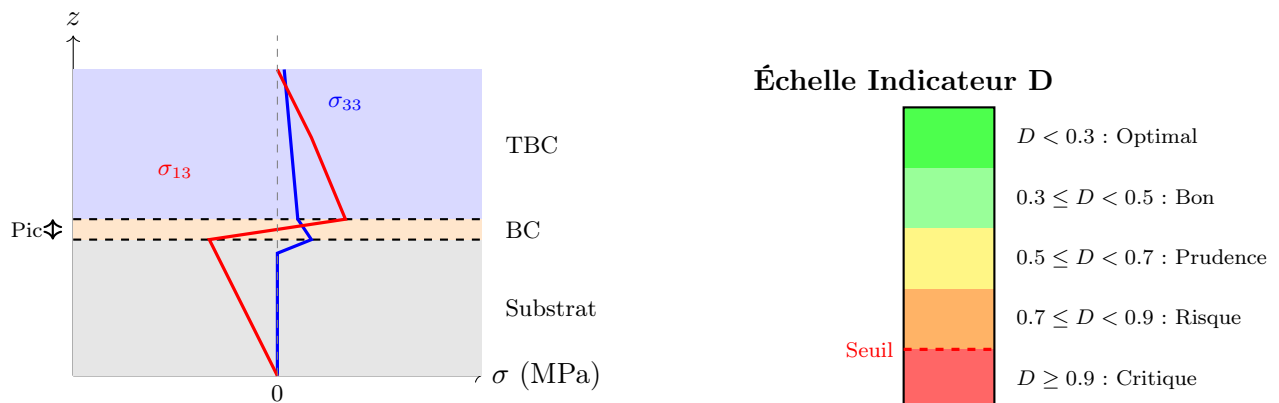 z
σ33
TBC
σ13
Pic
BC
Substrat
σ (MPa)
0
Échelle Indicateur D
D < 0.3 : Optimal
0.3 ≤ D < 0.5 : Bon
0.5 ≤ D < 0.7 : Prudence
0.7 ≤ D < 0.9 : Risque
Seuil
D ≥ 0.9 : Critique